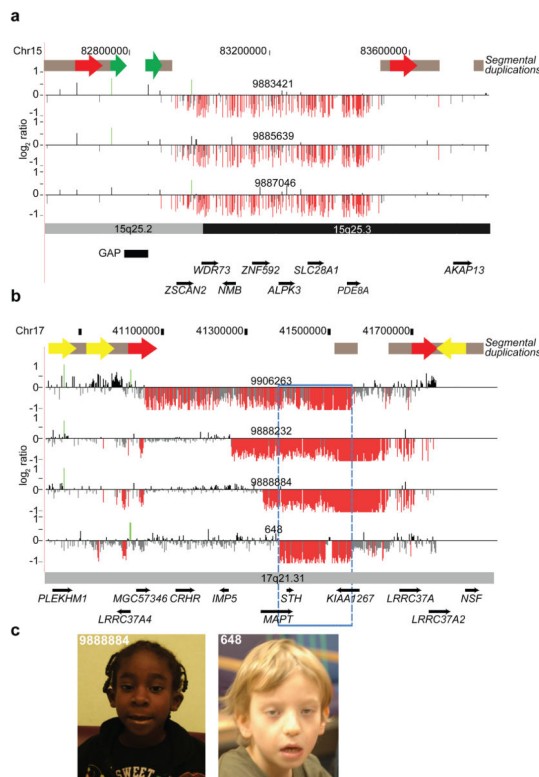 a
Chr15 82800000 83200000 83600000
Segmental duplications
1
0
-1
9883421
1
0
-1
9885639
1
0
-1
9887046
log2 ratio
15q25.2 15q25.3
GAP
WDR73 ZNF592 SLC28A1 AKAP13
ZSCAN2 NMB ALPK3 PDE8A
b
Chr17 41100000 41300000 41500000 41700000
Segmental duplications
1
0
-1
9906263
1
0
-1
9888232
1
0
-1
9888884
1
0
-1
648
log2 ratio
17q21.31
PLEKHM1 MGC57346 CRHR IMP5 STH KIAA1267 LRRC37A NSF
LRRC37A4 MAPT LRRC37A2
c
9888884 648
SWEET